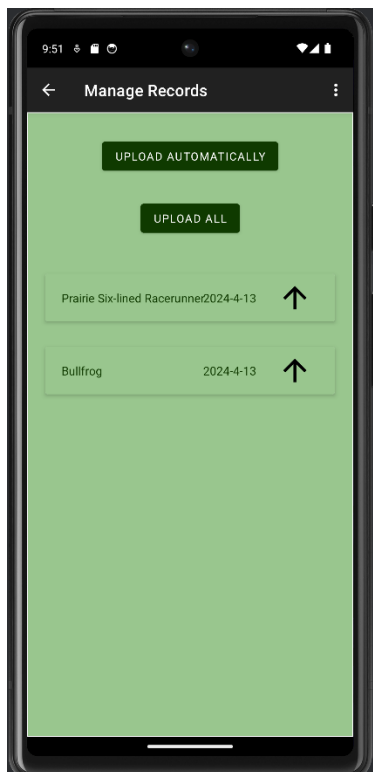 9:51
Manage Records
UPLOAD AUTOMATICALLY
UPLOAD ALL
Prairie Six-lined Racerunner2024-4-13
Bullfrog 2024-4-13